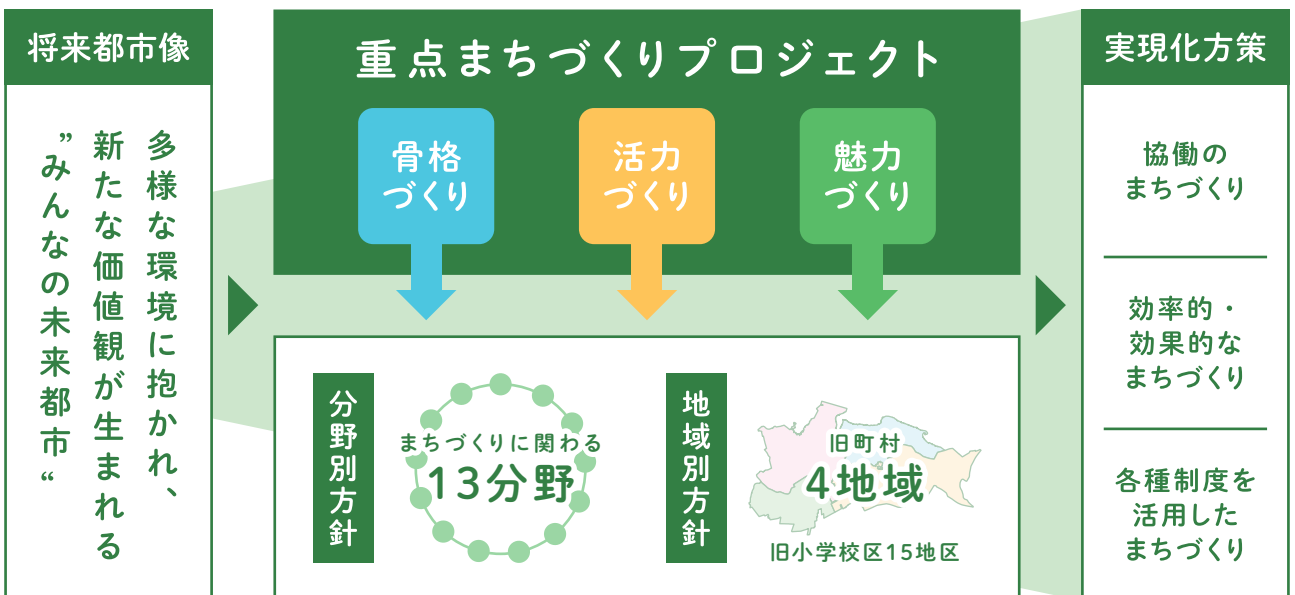 将来都市像
多様な環境に抱かれ、
新たな価値観が生まれる
”みんなの未来都市“
重点まちづくりプロジェクト
骨格
づくり
活力
づくり
魅力
づくり
分野別方針
まちづくりに関わる
13分野
地域別方針
旧町村
4地域
旧小学校区15地区
実現化方策
協働の
まちづくり
効率的・
効果的な
まちづくり
各種制度を
活用した
まちづくり